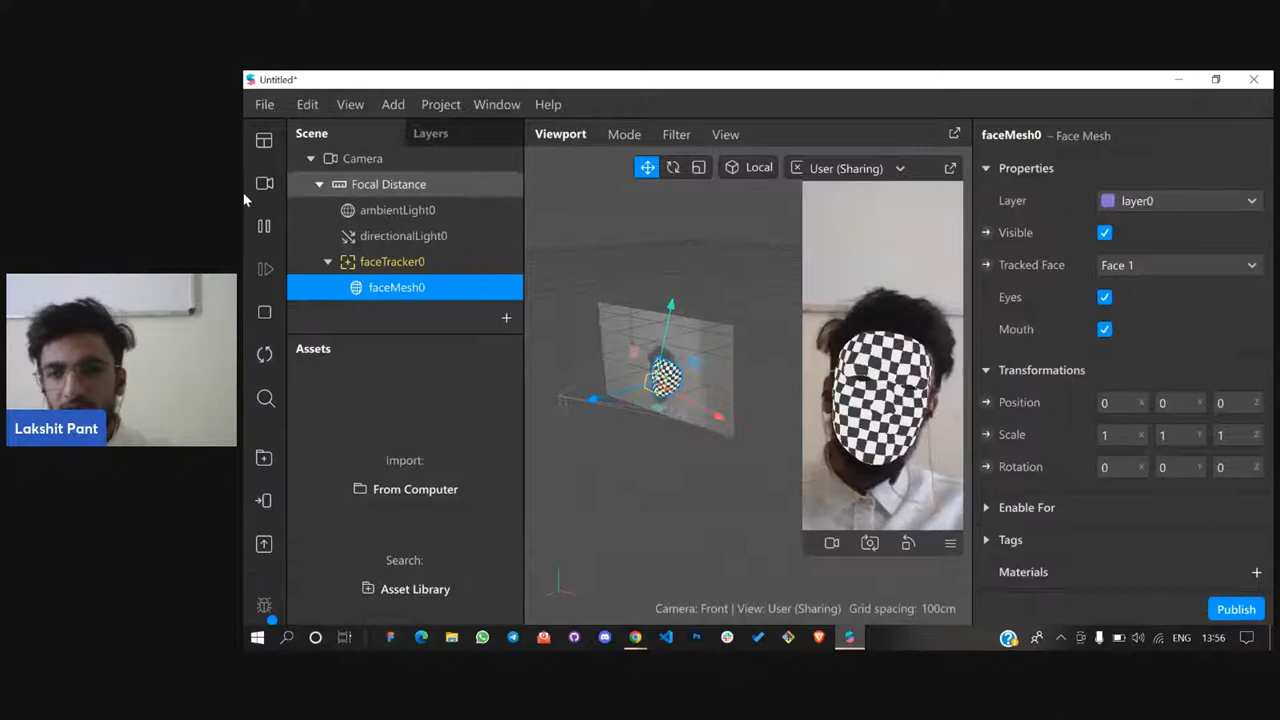 Untitled*
File Edit View Add Project Window Help
Scene Layers
Camera
Focal Distance
ambientLight0
directionalLight0
faceTracker0
faceMesh0
Assets
Import:
From Computer
Search:
Asset Library
Viewport Mode Filter View
Local
User (Sharing)
Camera: Front | View: User (Sharing) Grid spacing: 100cm
faceMesh0 – Face Mesh
Properties
Layer layer0
Visible
Tracked Face Face 1
Eyes
Mouth
Transformations
Position 0 X 0 Y 0 Z
Scale 1 X 1 Y 1 Z
Rotation 0 X 0 Y 0 Z
Enable For
Tags
Materials
Publish
Lakshit Pant
ENG 13:56